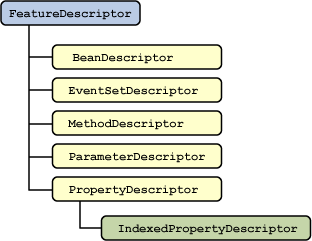 FeatureDescriptor
BeanDescriptor
EventSetDescriptor
MethodDescriptor
ParameterDescriptor
PropertyDescriptor
IndexedPropertyDescriptor